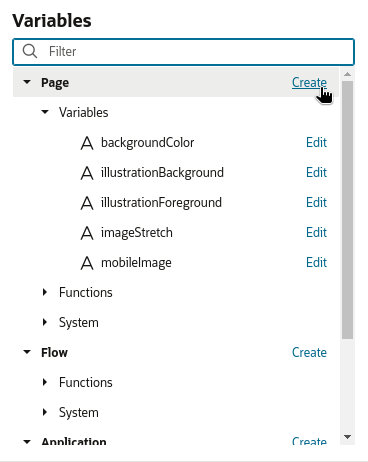 Variables
Filter
Page Create
Variables
backgroundColor Edit
illustrationBackground Edit
illustrationForeground Edit
imageStretch Edit
mobileImage Edit
Functions
System
Flow Create
Functions
System
Application Create